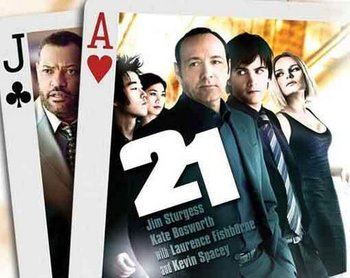 J
A
21
Jim Sturgess
Kate Bosworth
with Laurence Fishburne
and Kevin Spacey